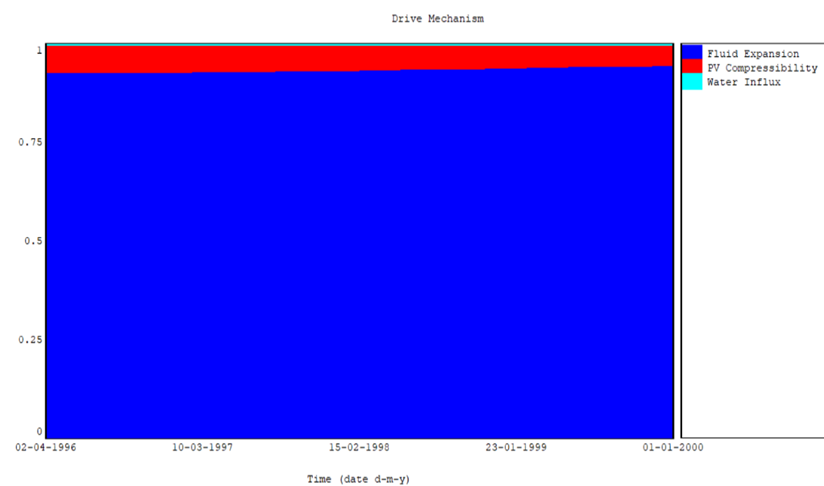 Drive Mechanism
1
0.75
0.5
0.25
0
02-04-1996 10-03-1997 15-02-1998 23-01-1999 01-01-2000
Time (date d-m-y)
Fluid Expansion
PV Compressibility
Water Influx